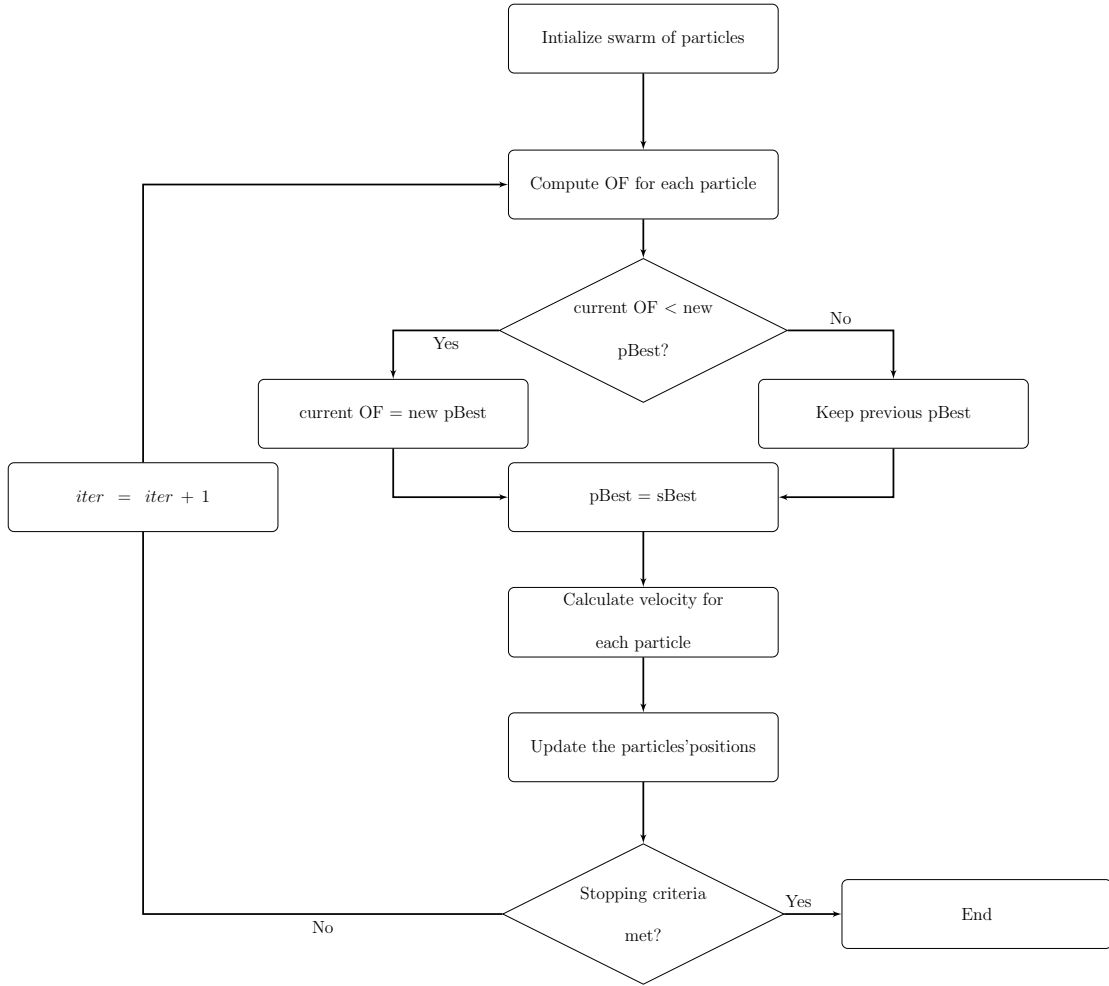 Intialize swarm of particles
Compute OF for each particle
current OF < new
pBest?
Yes
No
current OF = new pBest
Keep previous pBest
iter = iter + 1
pBest = sBest
Calculate velocity for
each particle
Update the particles'positions
Stopping criteria
met?
Yes
End
No